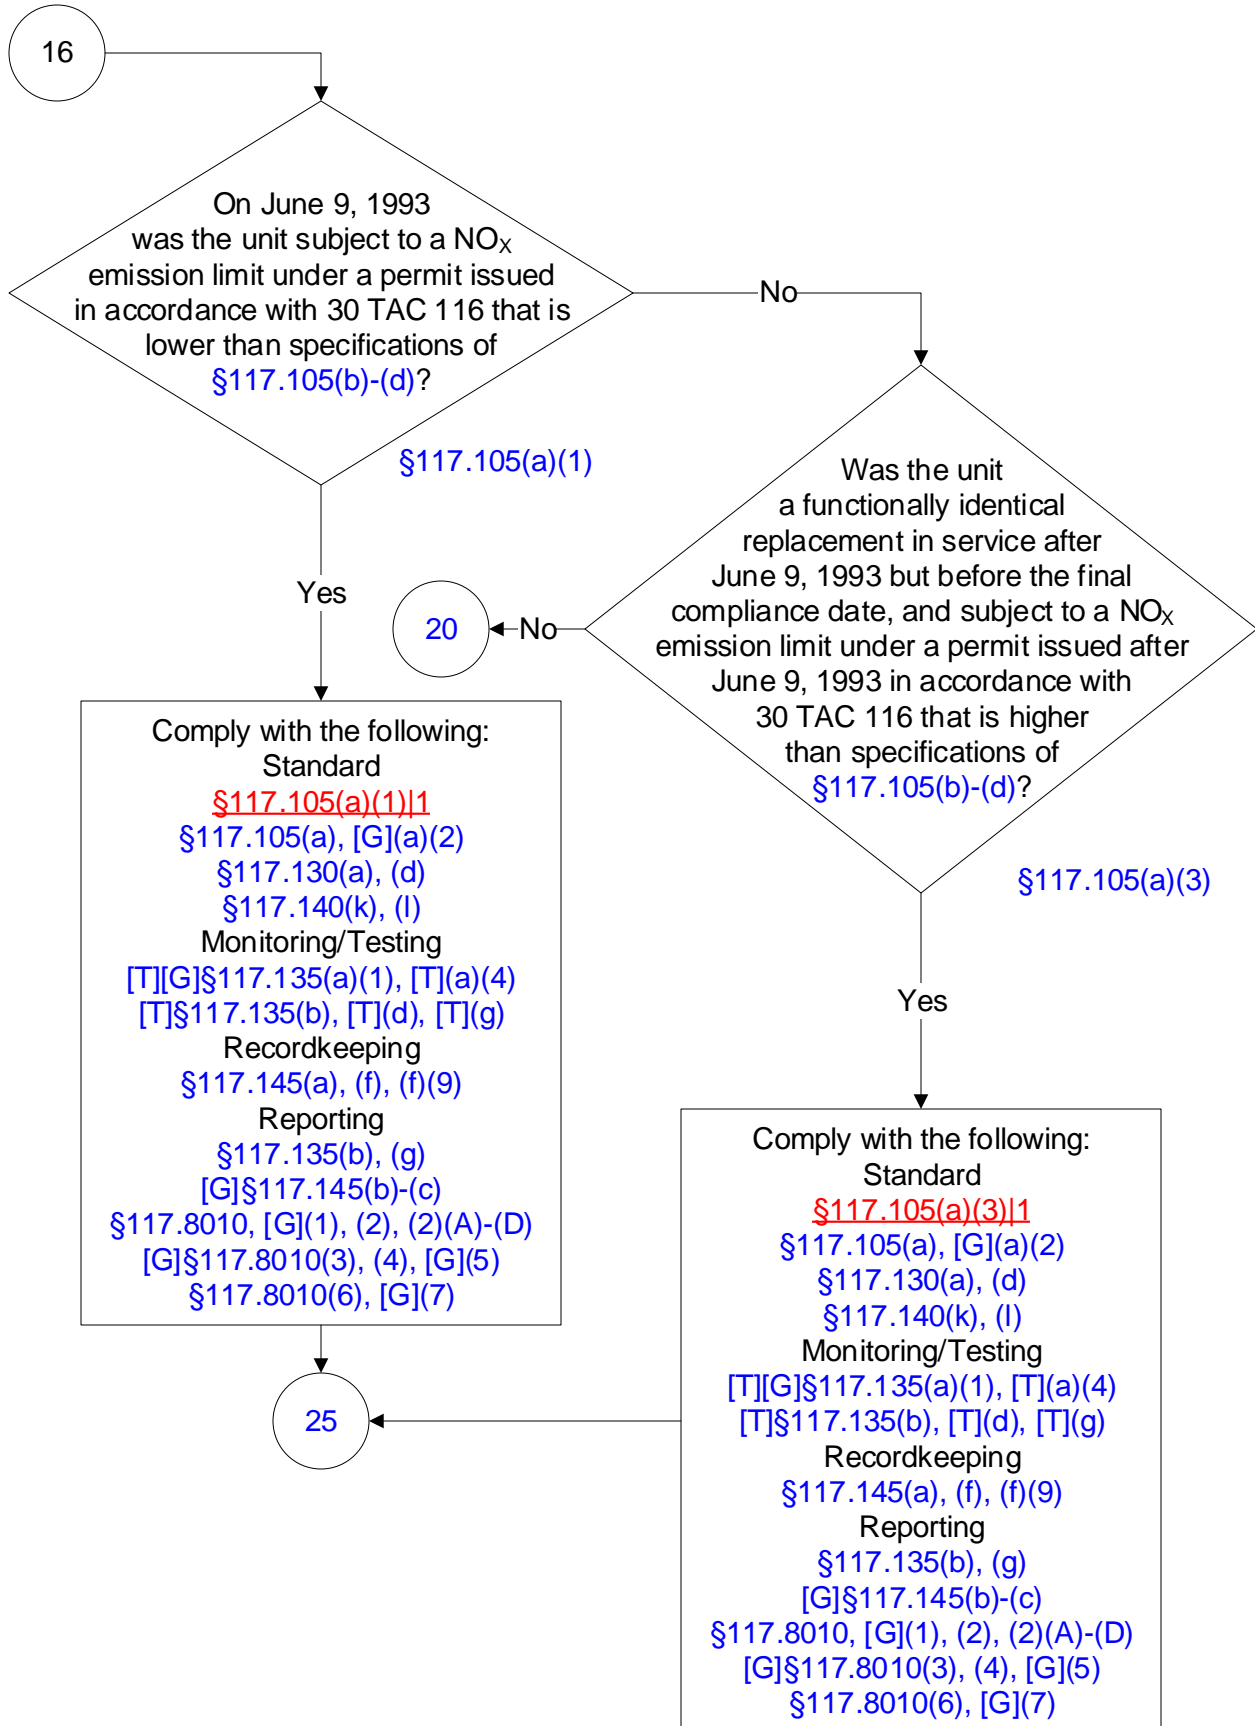 16
On June 9, 1993
was the unit subject to a NOX
emission limit under a permit issued
in accordance with 30 TAC 116 that is
lower than specifications of
§117.105(b)-(d)?
No
§117.105(a)(1)
Yes
Was the unit
a functionally identical
replacement in service after
June 9, 1993 but before the final
compliance date, and subject to a NOX
emission limit under a permit issued after
June 9, 1993 in accordance with
30 TAC 116 that is higher
than specifications of
§117.105(b)-(d)?
No
20
§117.105(a)(3)
Yes
Comply with the following:
Standard
§117.105(a)(1)|1
§117.105(a), [G](a)(2)
§117.130(a), (d)
§117.140(k), (l)
Monitoring/Testing
[T][G]§117.135(a)(1), [T](a)(4)
[T]§117.135(b), [T](d), [T](g)
Recordkeeping
§117.145(a), (f), (f)(9)
Reporting
§117.135(b), (g)
[G]§117.145(b)-(c)
§117.8010, [G](1), (2), (2)(A)-(D)
[G]§117.8010(3), (4), [G](5)
§117.8010(6), [G](7)
25
Comply with the following:
Standard
§117.105(a)(3)|1
§117.105(a), [G](a)(2)
§117.130(a), (d)
§117.140(k), (l)
Monitoring/Testing
[T][G]§117.135(a)(1), [T](a)(4)
[T]§117.135(b), [T](d), [T](g)
Recordkeeping
§117.145(a), (f), (f)(9)
Reporting
§117.135(b), (g)
[G]§117.145(b)-(c)
§117.8010, [G](1), (2), (2)(A)-(D)
[G]§117.8010(3), (4), [G](5)
§117.8010(6), [G](7)